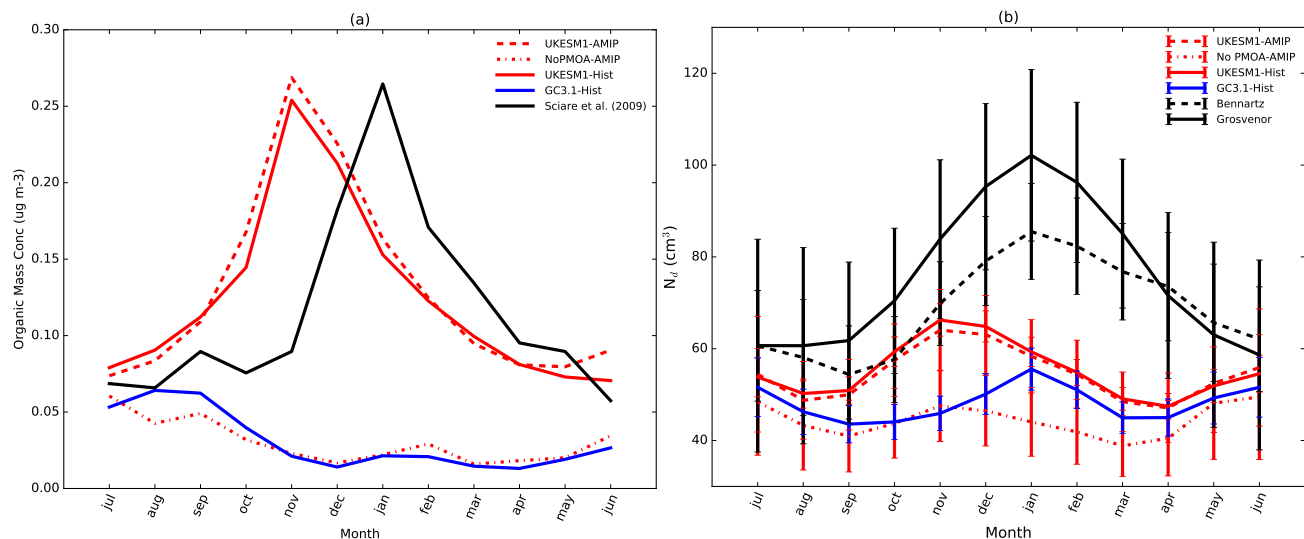 (a)
0.30
0.25
0.20
0.15
0.10
0.05
0.00
Organic Mass Conc (ug m-3)
UKESM1-AMIP
NoPMOA-AMIP
UKESM1-Hist
GC3.1-Hist
Sciare et al. (2009)
jul
aug
sep
oct
nov
dec
jan
feb
mar
apr
may
jun
Month
(b)
120
100
80
60
40
N_d (cm^3)
UKESM1-AMIP
No PMOA-AMIP
UKESM1-Hist
GC3.1-Hist
Bennartz
Grosvenor
jul
aug
sep
oct
nov
dec
jan
feb
mar
apr
may
jun
Month